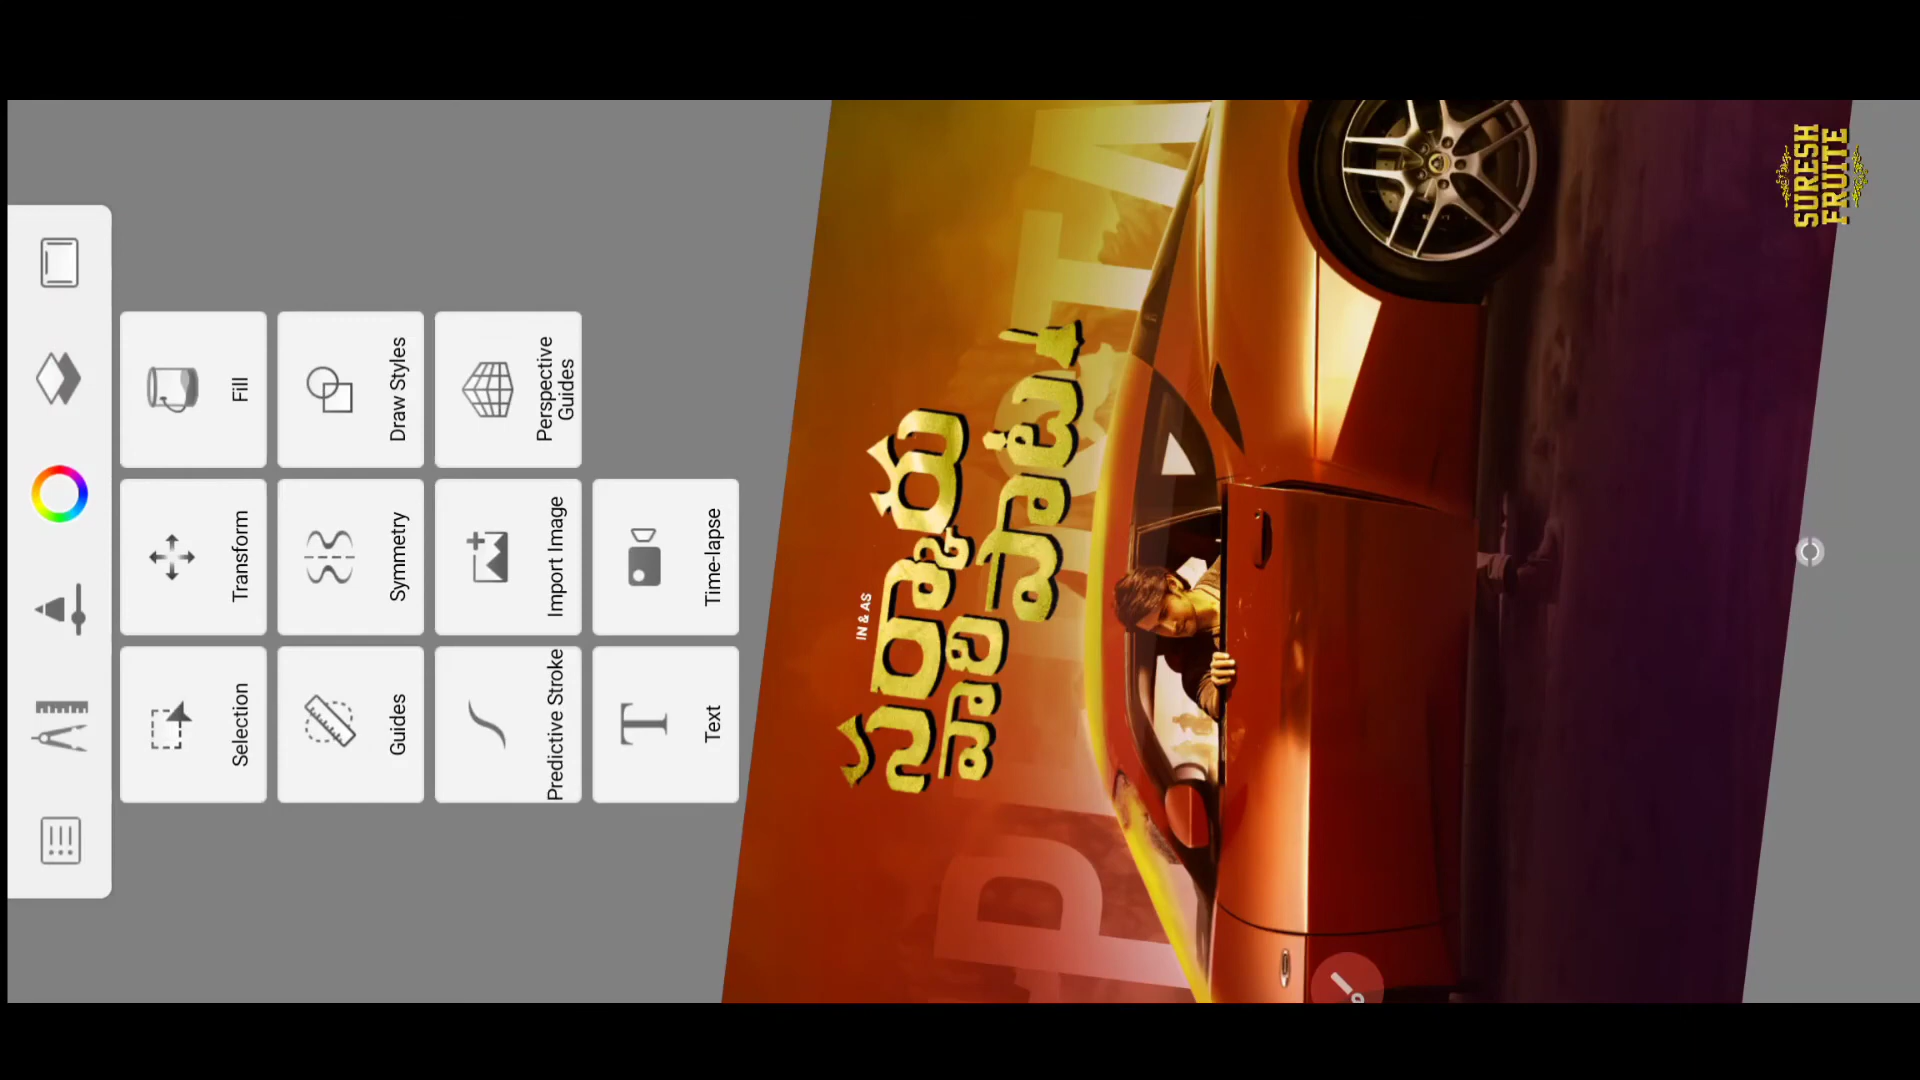 Selection
Transform
Fill
Guides
Symmetry
Draw Styles
Predictive Stroke
Import Image
Perspective
Guides
Text
Time-lapse
IN & AS
సర్కారు
వారి పాట
SURESH
FRUITE